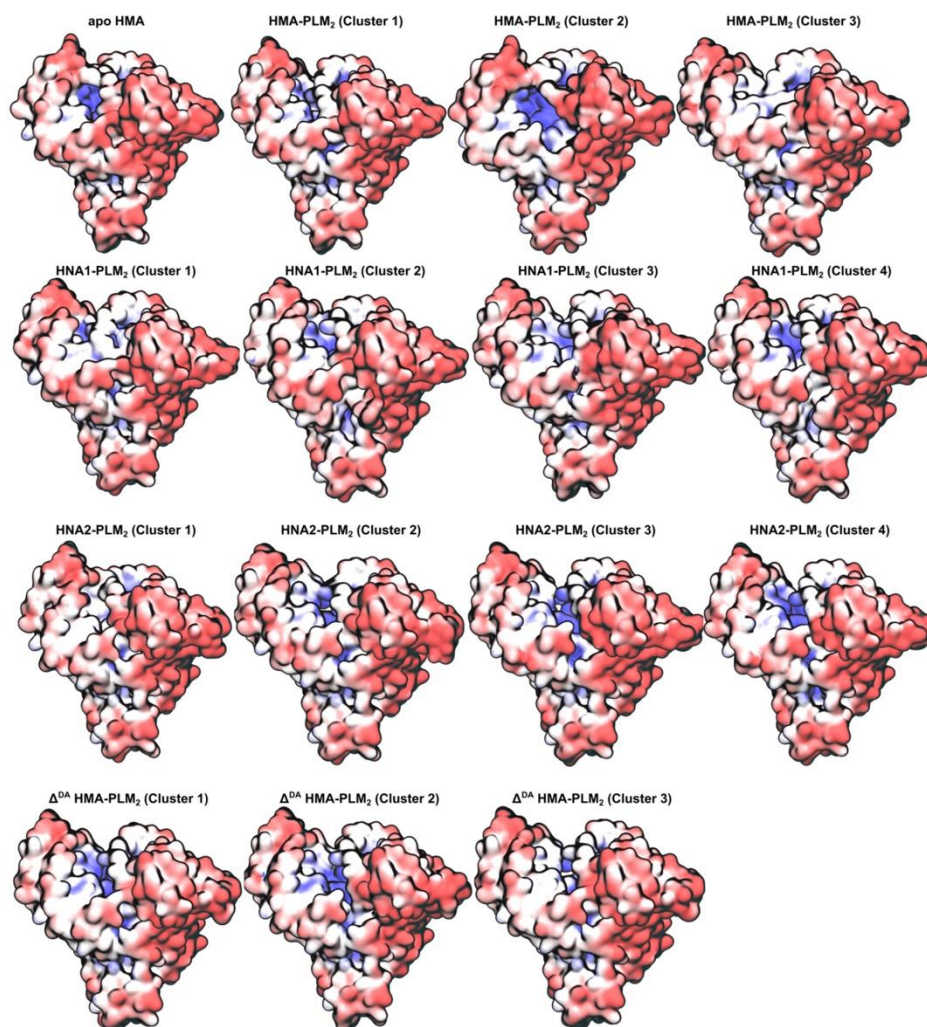 apo HMA
HMA-PLM₂ (Cluster 1)
HMA-PLM₂ (Cluster 2)
HMA-PLM₂ (Cluster 3)
HNA1-PLM₂ (Cluster 1)
HNA1-PLM₂ (Cluster 2)
HNA1-PLM₂ (Cluster 3)
HNA1-PLM₂ (Cluster 4)
HNA2-PLM₂ (Cluster 1)
HNA2-PLM₂ (Cluster 2)
HNA2-PLM₂ (Cluster 3)
HNA2-PLM₂ (Cluster 4)
Δᴰᴬ HMA-PLM₂ (Cluster 1)
Δᴰᴬ HMA-PLM₂ (Cluster 2)
Δᴰᴬ HMA-PLM₂ (Cluster 3)